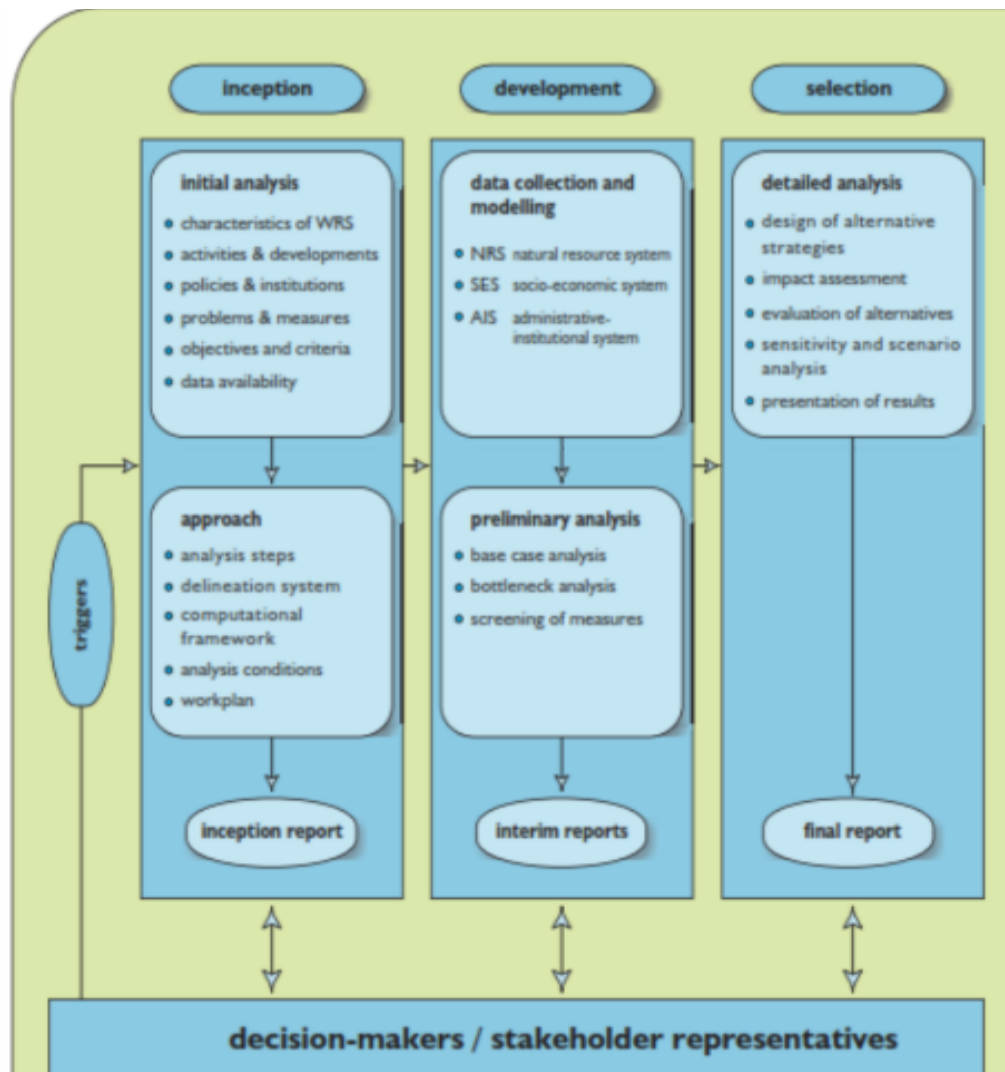 inception
development
selection
initial analysis
characteristics of WRS
activities & developments
policies & institutions
problems & measures
objectives and criteria
data availability
data collection and
modelling
NRS natural resource system
SES socio-economic system
AIS administrative-
institutional system
detailed analysis
design of alternative
strategies
impact assessment
evaluation of alternatives
sensitivity and scenario
analysis
presentation of results
triggers
approach
analysis steps
delineation system
computational
framework
analysis conditions
workplan
preliminary analysis
base case analysis
bottleneck analysis
screening of measures
inception report
interim reports
final report
decision-makers / stakeholder representatives